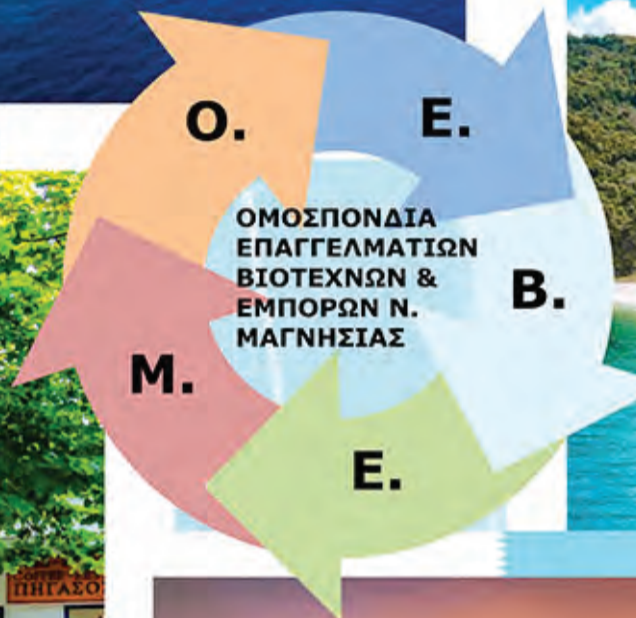 Ο.
Ε.
ΟΜΟΣΠΟΝΔΙΑ
ΕΠΑΓΓΕΛΜΑΤΙΩΝ
ΒΙΟΤΕΧΝΩΝ &
ΕΜΠΟΡΩΝ Ν.
ΜΑΓΝΗΣΙΑΣ
Β.
Μ.
Ε.
ΠΗΓΑΣΟ